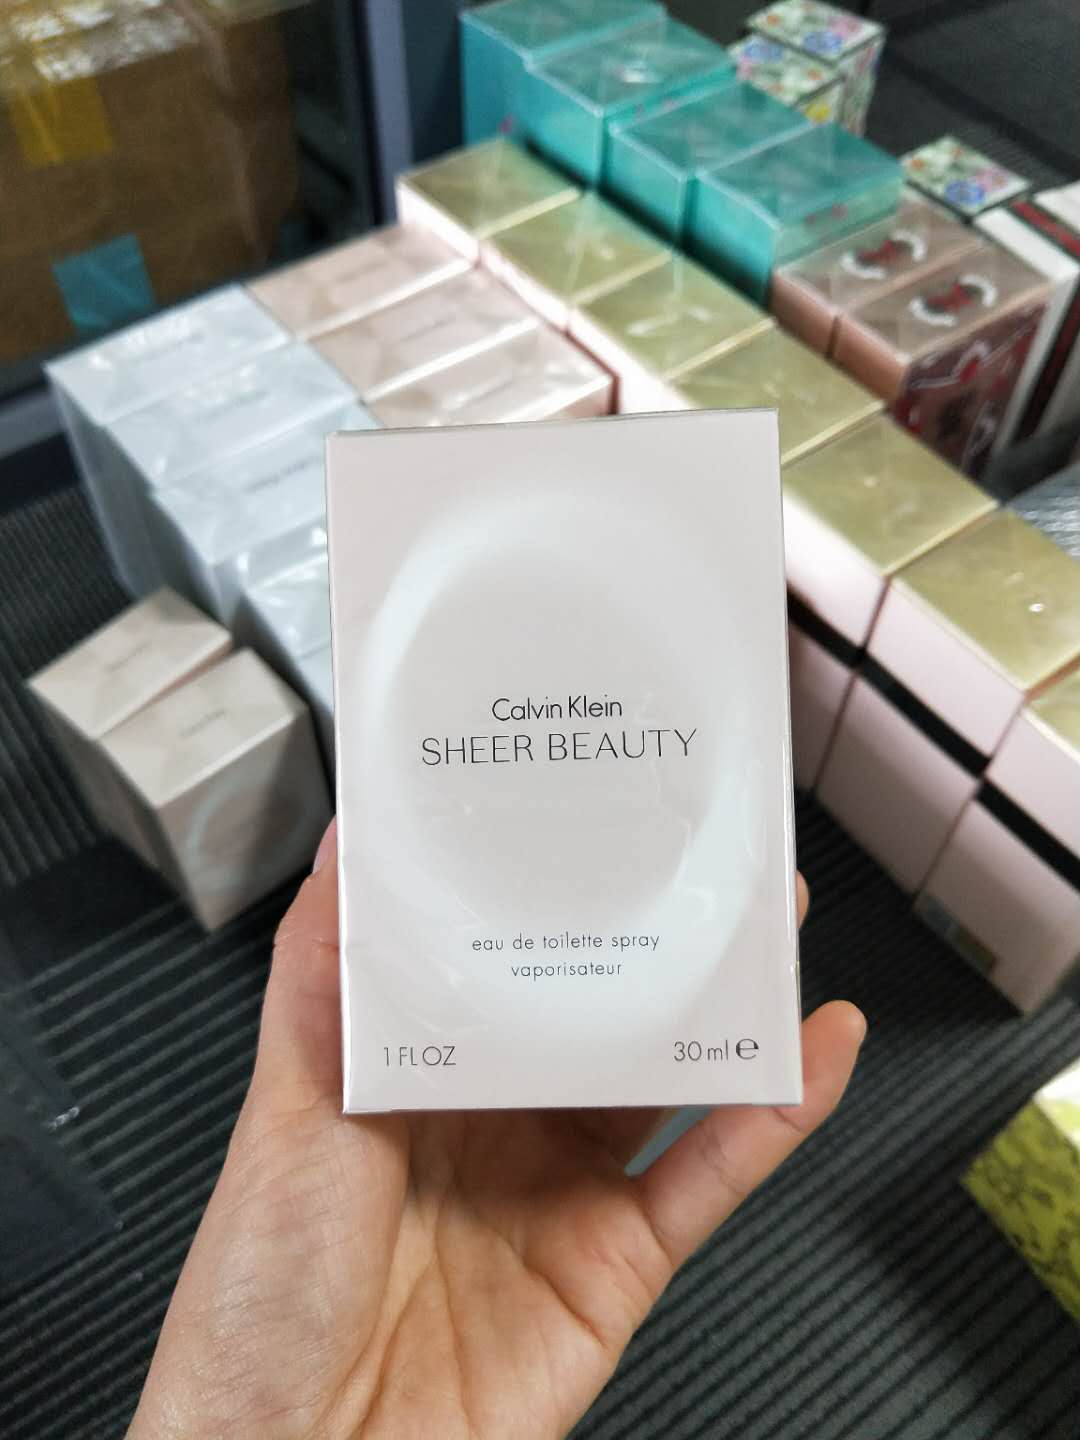 Calvin Klein
SHEER BEAUTY
eau de toilette spray
vaporisateur
1 FL OZ
30 ml ℮